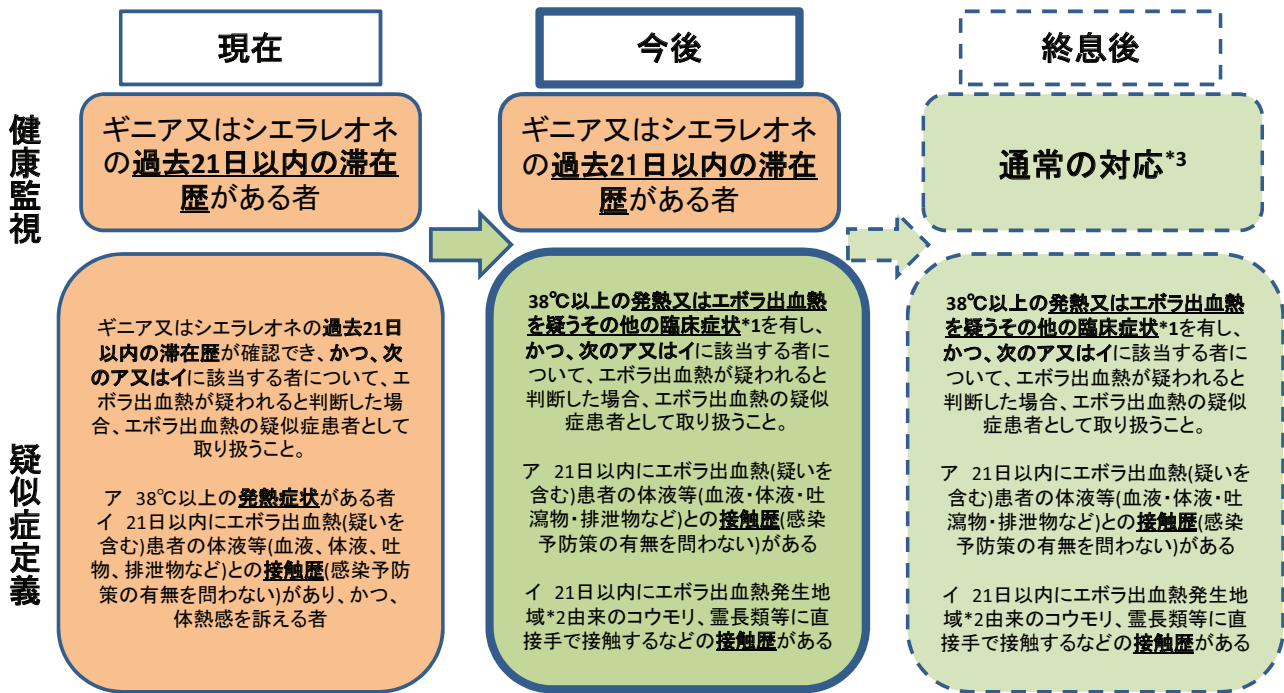 現在
今後
終息後
健康監視
ギニア又はシエラレオネ
の過去21日以内の滞在
歴がある者
ギニア又はシエラレオネ
の過去21日以内の滞在
歴がある者
通常の対応*3
疑似症定義
ギニア又はシエラレオネの過去21日
以内の滞在歴が確認でき、かつ、次
のア又はイに該当する者について、エ
ボラ出血熱が疑われると判断した場
合、エボラ出血熱の疑似症患者として
取り扱うこと。
ア 38℃以上の発熱症状がある者
イ 21日以内にエボラ出血熱(疑いを
含む)患者の体液等(血液、体液、吐
物、排泄物など)との接触歴(感染予防
策の有無を問わない)があり、かつ、
体熱感を訴える者
38℃以上の発熱又はエボラ出血熱
を疑うその他の臨床症状*1を有し、
かつ、次のア又はイに該当する者に
ついて、エボラ出血熱が疑われると
判断した場合、エボラ出血熱の疑似
症患者として取り扱うこと。
ア 21日以内にエボラ出血熱(疑いを
含む)患者の体液等(血液・体液・吐
瀉物・排泄物など)との接触歴(感染
予防策の有無を問わない)がある
イ 21日以内にエボラ出血熱発生地
域*2由来のコウモリ、霊長類等に直
接手で接触するなどの接触歴がある
38℃以上の発熱又はエボラ出血熱
を疑うその他の臨床症状*1を有し、
かつ、次のア又はイに該当する者に
ついて、エボラ出血熱が疑われると
判断した場合、エボラ出血熱の疑似
症患者として取り扱うこと。
ア 21日以内にエボラ出血熱(疑いを
含む)患者の体液等(血液・体液・吐
瀉物・排泄物など)との接触歴(感染
予防策の有無を問わない)がある
イ 21日以内にエボラ出血熱発生地
域*2由来のコウモリ、霊長類等に直
接手で接触するなどの接触歴がある